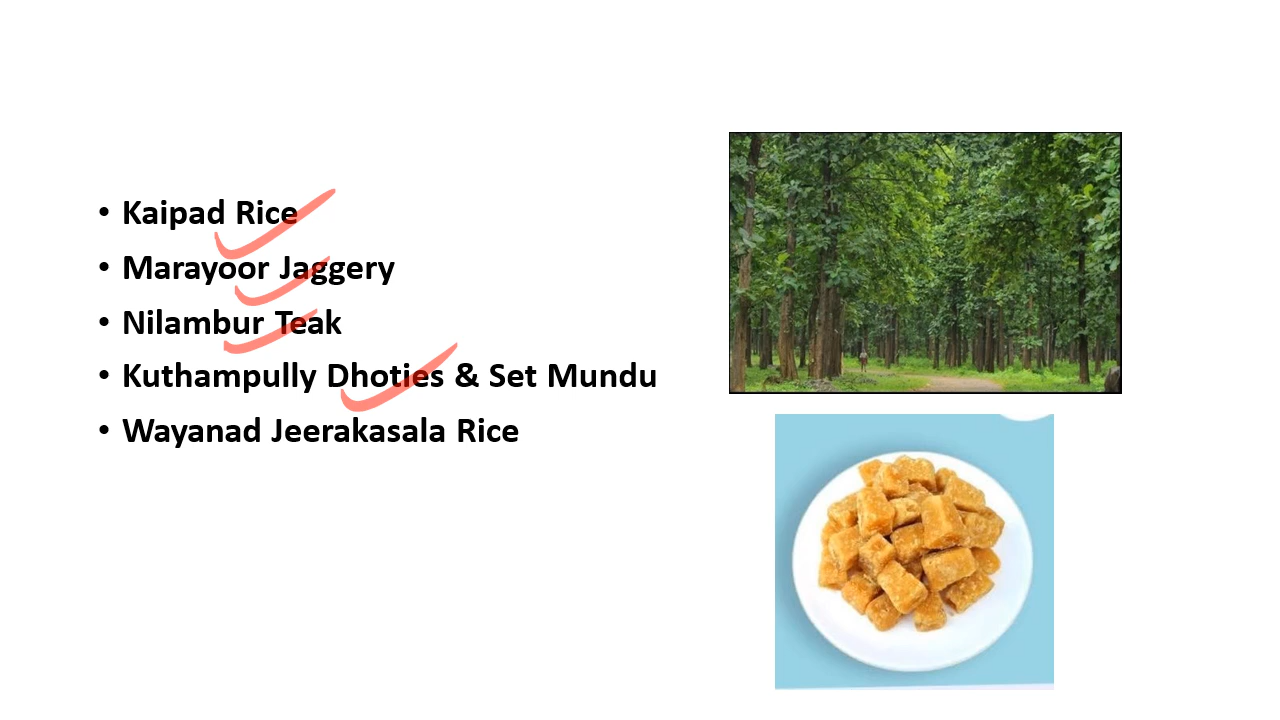 • Kaipad Rice
• Marayoor Jaggery
• Nilambur Teak
• Kuthampully Dhoties & Set Mundu
• Wayanad Jeerakasala Rice